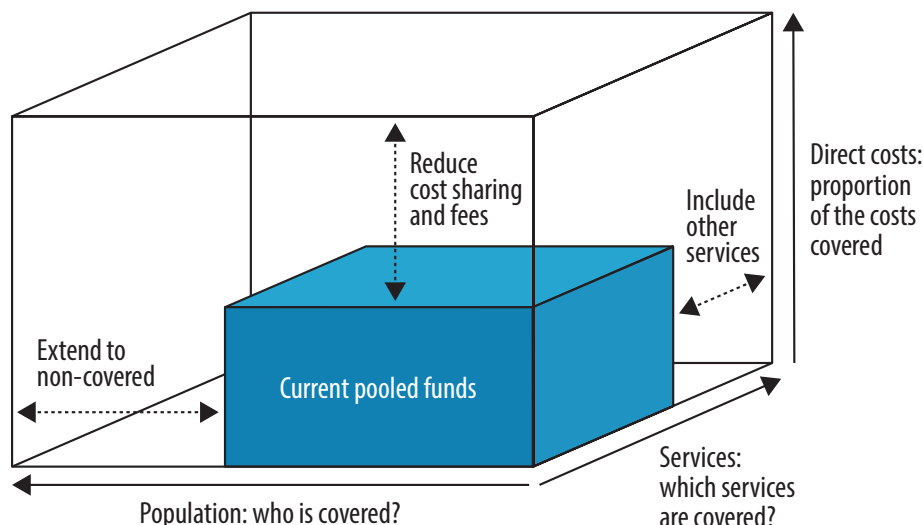 Reduce
cost sharing
and fees
Direct costs:
proportion
of the costs
covered
Include
other
services
Extend to
non-covered
Current pooled funds
Services:
which services
are covered?
Population: who is covered?